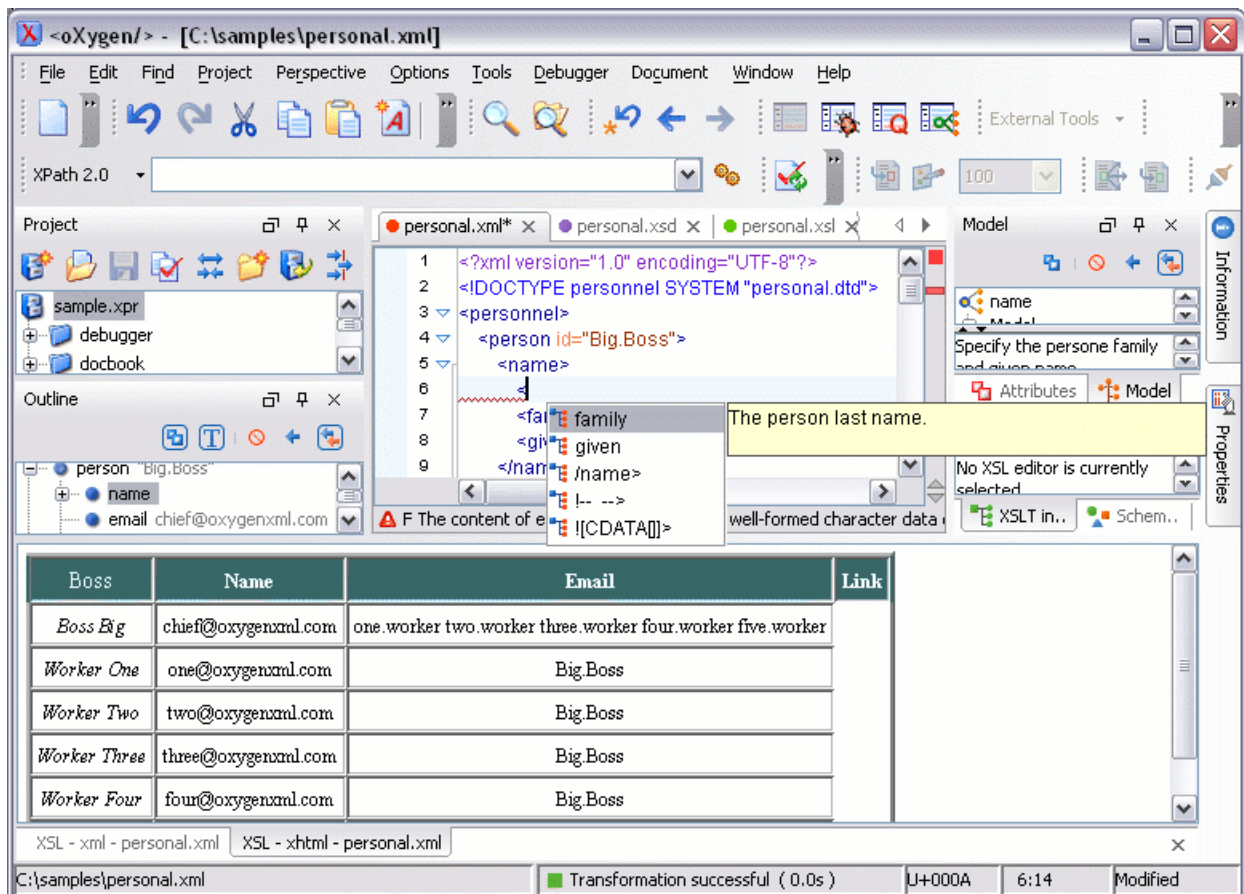 <oXygen/> - [C:\samples\personal.xml]
File Edit Find Project Perspective Options Tools Debugger Document Window Help
External Tools
XPath 2.0
100
Project
sample.xpr
debugger
docbook
Outline
person "Big.Boss"
name
email chief@oxygenxml.com
personal.xml* personal.xsd personal.xsl
1 <?xml version="1.0" encoding="UTF-8"?>
2 <!DOCTYPE personnel SYSTEM "personal.dtd">
3 <personnel>
4 <person id="Big.Boss">
5 <name>
6 <
7 <fa
8 <gi
9 </nam
family
given
/name>
!-- -->
![CDATA[]]>
The person last name.
F The content of e well-formed character data
Model
name
Model
Specify the persone family
and given name
Attributes Model
No XSL editor is currently
selected
XSLT in.. Schem..
Information
Properties
Boss Name Email Link
Boss Big chief@oxygenxml.com one.worker two.worker three.worker four.worker five.worker
Worker One one@oxygenxml.com Big.Boss
Worker Two two@oxygenxml.com Big.Boss
Worker Three three@oxygenxml.com Big.Boss
Worker Four four@oxygenxml.com Big.Boss
XSL - xml - personal.xml XSL - xhtml - personal.xml
C:\samples\personal.xml Transformation successful ( 0.0s ) U+000A 6:14 Modified